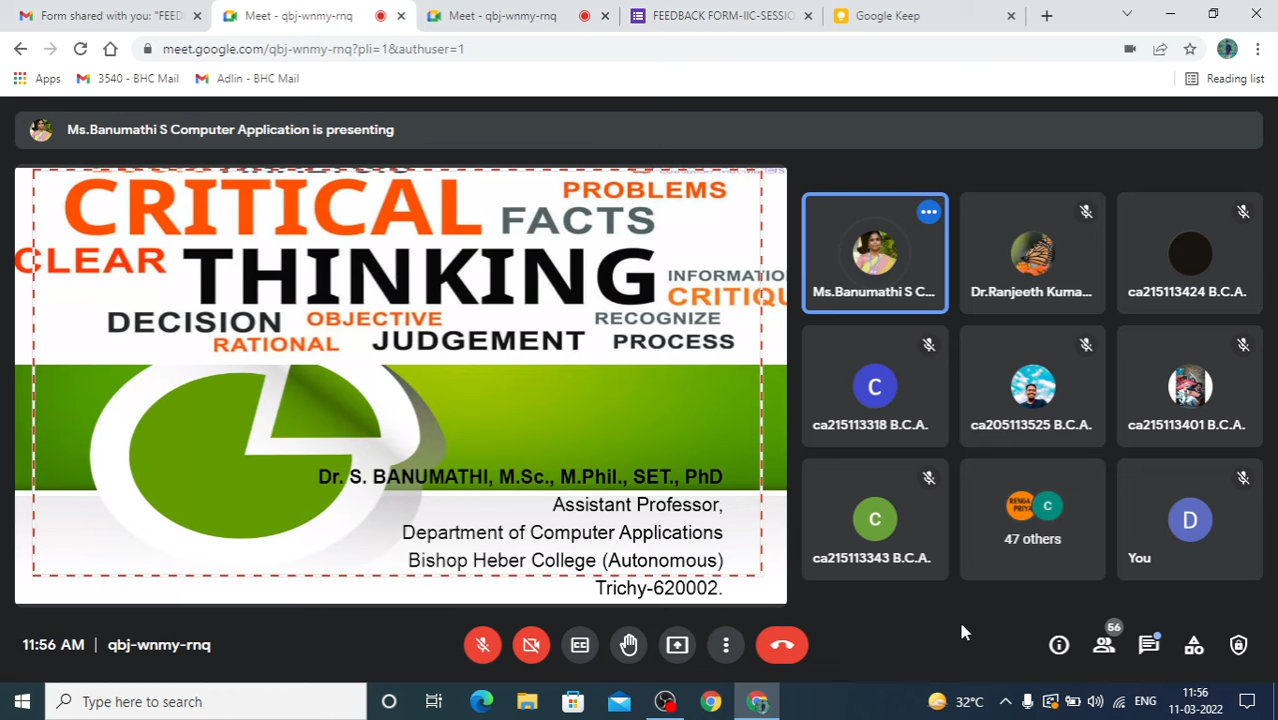 Form shared with you: "FEED
Meet - qbj-wnmy-rnq
Meet - qbj-wnmy-rnq
FEEDBACK FORM-IIC-SESSION
Google Keep
meet.google.com/qbj-wnmy-rnq?pli=1&authuser=1
Apps
3540 - BHC Mail
Adlin - BHC Mail
Reading list
Ms.Banumathi S Computer Application is presenting
CRITICAL
PROBLEMS
FACTS
CLEAR
THINKING
INFORMATIO
CRITIQU
DECISION
OBJECTIVE
RECOGNIZE
RATIONAL
JUDGEMENT
PROCESS
Dr. S. BANUMATHI, M.Sc., M.Phil., SET., PhD
Assistant Professor,
Department of Computer Applications
Bishop Heber College (Autonomous)
Trichy-620002.
Ms.Banumathi S C...
Dr.Ranjeeth Kuma...
ca215113424 B.C.A.
C
ca215113318 B.C.A.
ca205113525 B.C.A.
ca215113401 B.C.A.
C
ca215113343 B.C.A.
RENGA
PRIYA
C
47 others
D
You
11:56 AM | qbj-wnmy-rnq
CC
56
Type here to search
32°C
ENG
11:56
11-03-2022